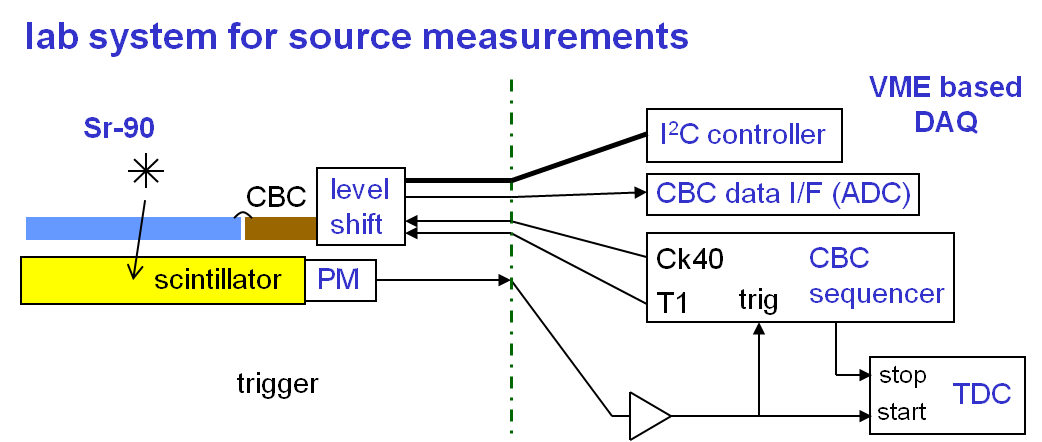 lab system for source measurements
VME based
DAQ
Sr-90
I²C controller
CBC
level
shift
CBC data I/F (ADC)
Ck40
CBC
sequencer
T1
trig
scintillator
PM
trigger
stop
start
TDC